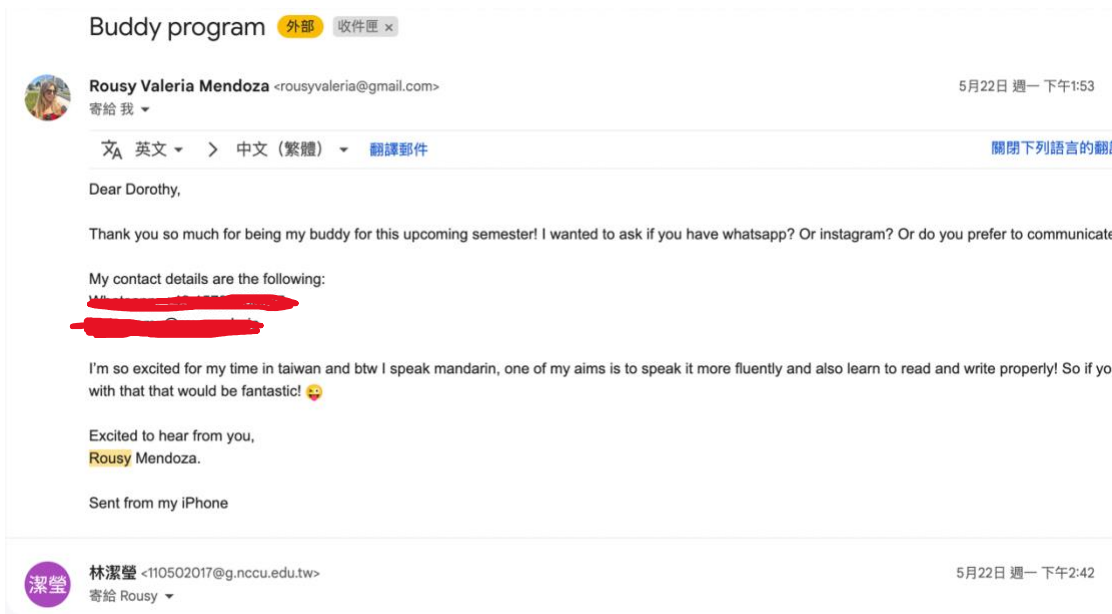 Buddy program 外部 收件匣 ×
Rousy Valeria Mendoza <rousyvaleria@gmail.com> 5月22日 週一 下午1:53
寄給 我
英文 > 中文（繁體） 翻譯郵件 關閉下列語言的翻
Dear Dorothy,
Thank you so much for being my buddy for this upcoming semester! I wanted to ask if you have whatsapp? Or instagram? Or do you prefer to communicate
My contact details are the following:
I'm so excited for my time in taiwan and btw I speak mandarin, one of my aims is to speak it more fluently and also learn to read and write properly! So if yo
with that that would be fantastic! 😜
Excited to hear from you,
Rousy Mendoza.
Sent from my iPhone
潔瑩
林潔瑩 <110502017@g.nccu.edu.tw> 5月22日 週一 下午2:42
寄給 Rousy